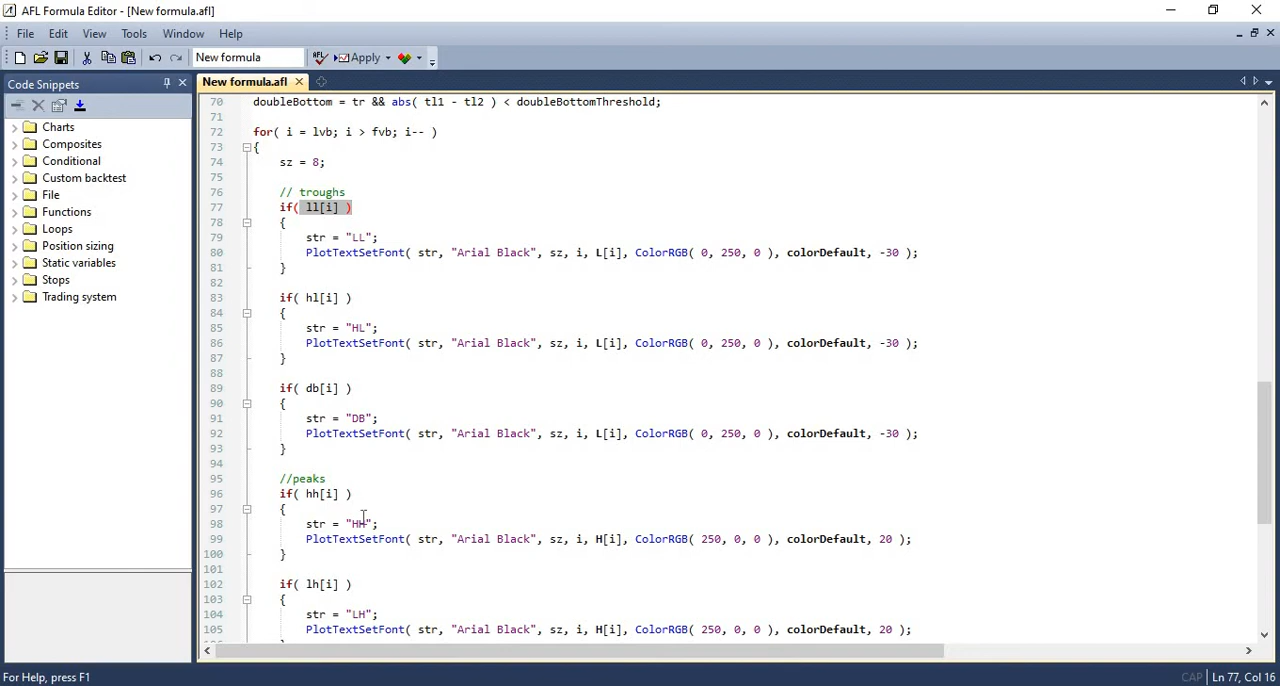 AFL Formula Editor - [New formula.afl]
File Edit View Tools Window Help
New formula Apply
Code Snippets
New formula.afl
Charts
Composites
Conditional
Custom backtest
File
Functions
Loops
Position sizing
Static variables
Stops
Trading system
70 doubleBottom = tr && abs( tl1 - tl2 ) < doubleBottomThreshold;
71
72 for( i = lvb; i > fvb; i-- )
73 {
74 sz = 8;
75
76 // troughs
77 if( ll[i] )
78 {
79 str = "LL";
80 PlotTextSetFont( str, "Arial Black", sz, i, L[i], ColorRGB( 0, 250, 0 ), colorDefault, -30 );
81 }
82
83 if( hl[i] )
84 {
85 str = "HL";
86 PlotTextSetFont( str, "Arial Black", sz, i, L[i], ColorRGB( 0, 250, 0 ), colorDefault, -30 );
87 }
88
89 if( db[i] )
90 {
91 str = "DB";
92 PlotTextSetFont( str, "Arial Black", sz, i, L[i], ColorRGB( 0, 250, 0 ), colorDefault, -30 );
93 }
94
95 //peaks
96 if( hh[i] )
97 {
98 str = "HH";
99 PlotTextSetFont( str, "Arial Black", sz, i, H[i], ColorRGB( 250, 0, 0 ), colorDefault, 20 );
100 }
101
102 if( lh[i] )
103 {
104 str = "LH";
105 PlotTextSetFont( str, "Arial Black", sz, i, H[i], ColorRGB( 250, 0, 0 ), colorDefault, 20 );
For Help, press F1
CAP Ln 77, Col 16